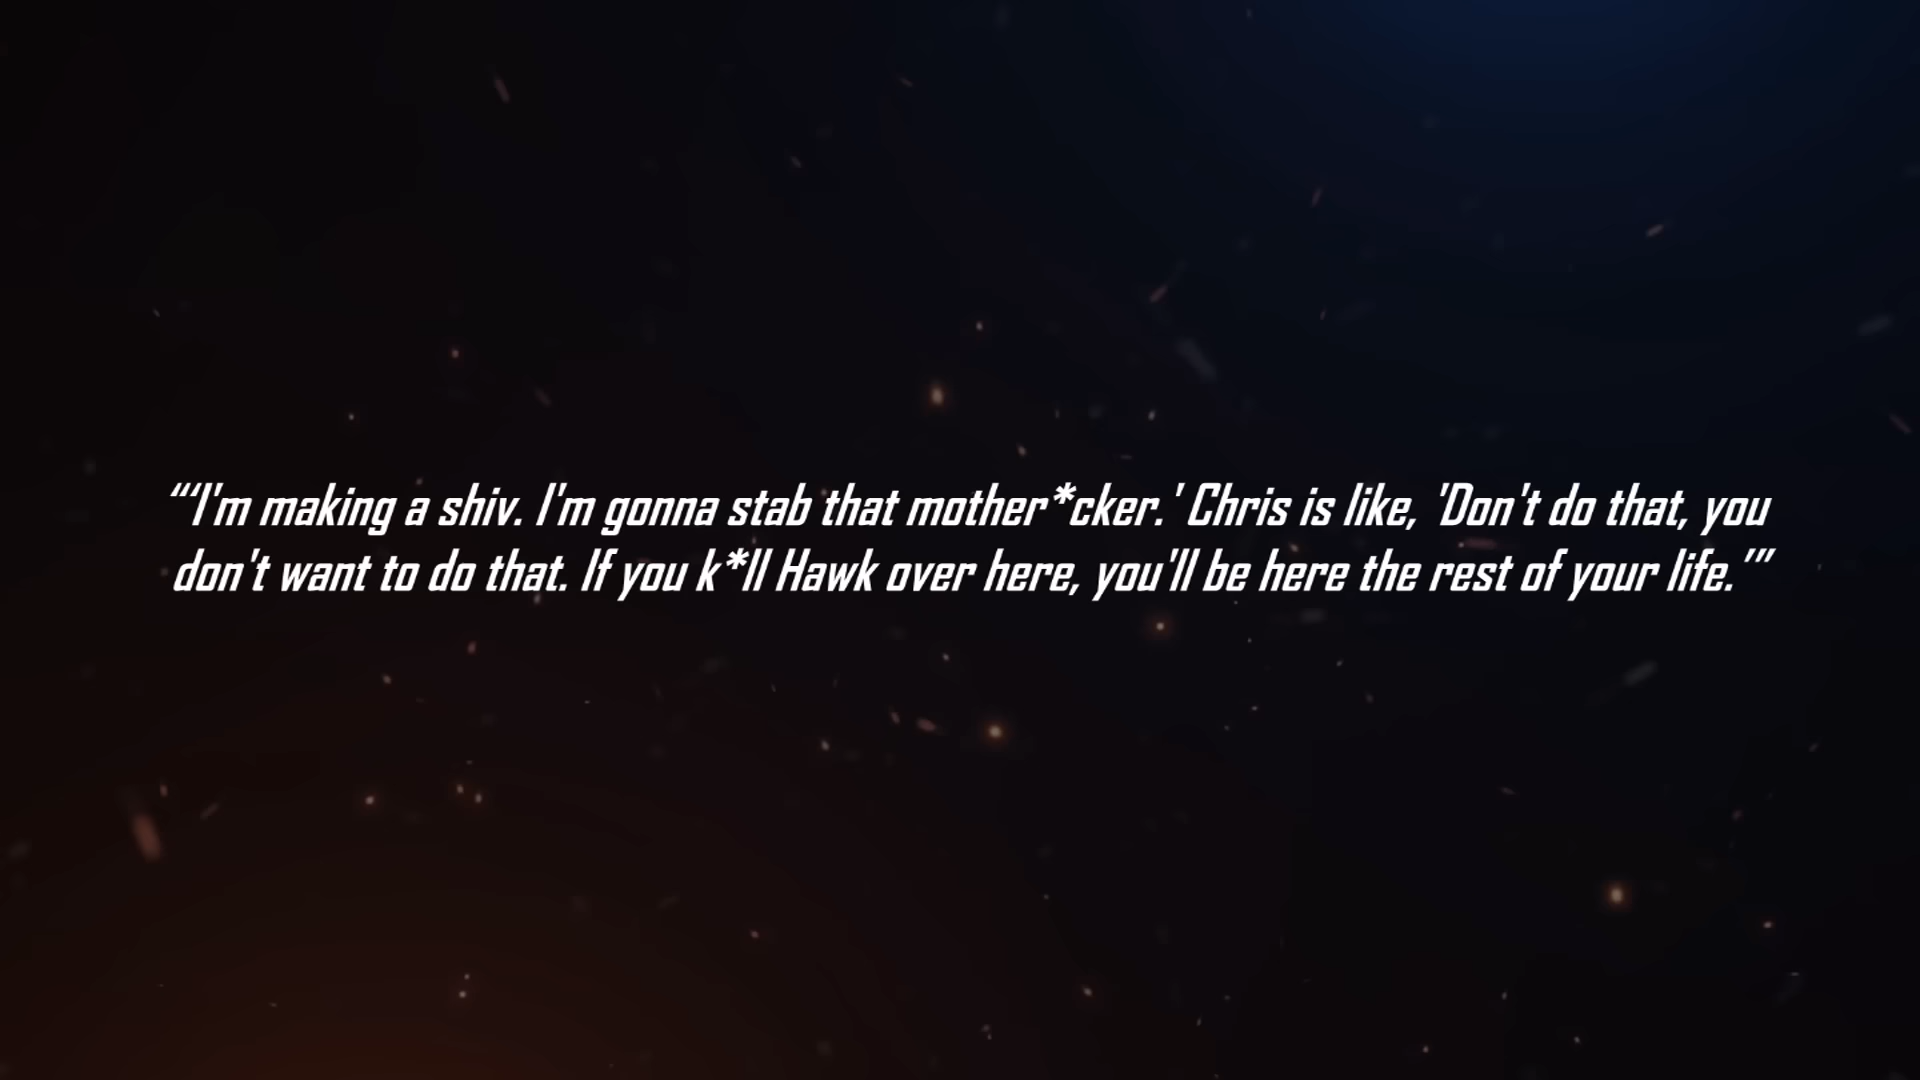 “‘I'm making a shiv. I'm gonna stab that mother*cker.' Chris is like, 'Don't do that, you
don't want to do that. If you k*ll Hawk over here, you'll be here the rest of your life.’”